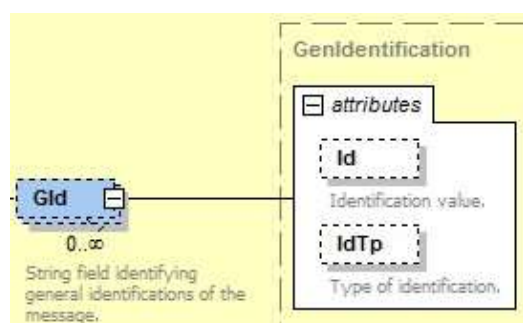 GenIdentification
attributes
Id
Identification value.
IdTp
Type of identification.
GId
0..∞
String field identifying
general identifications of the
message.